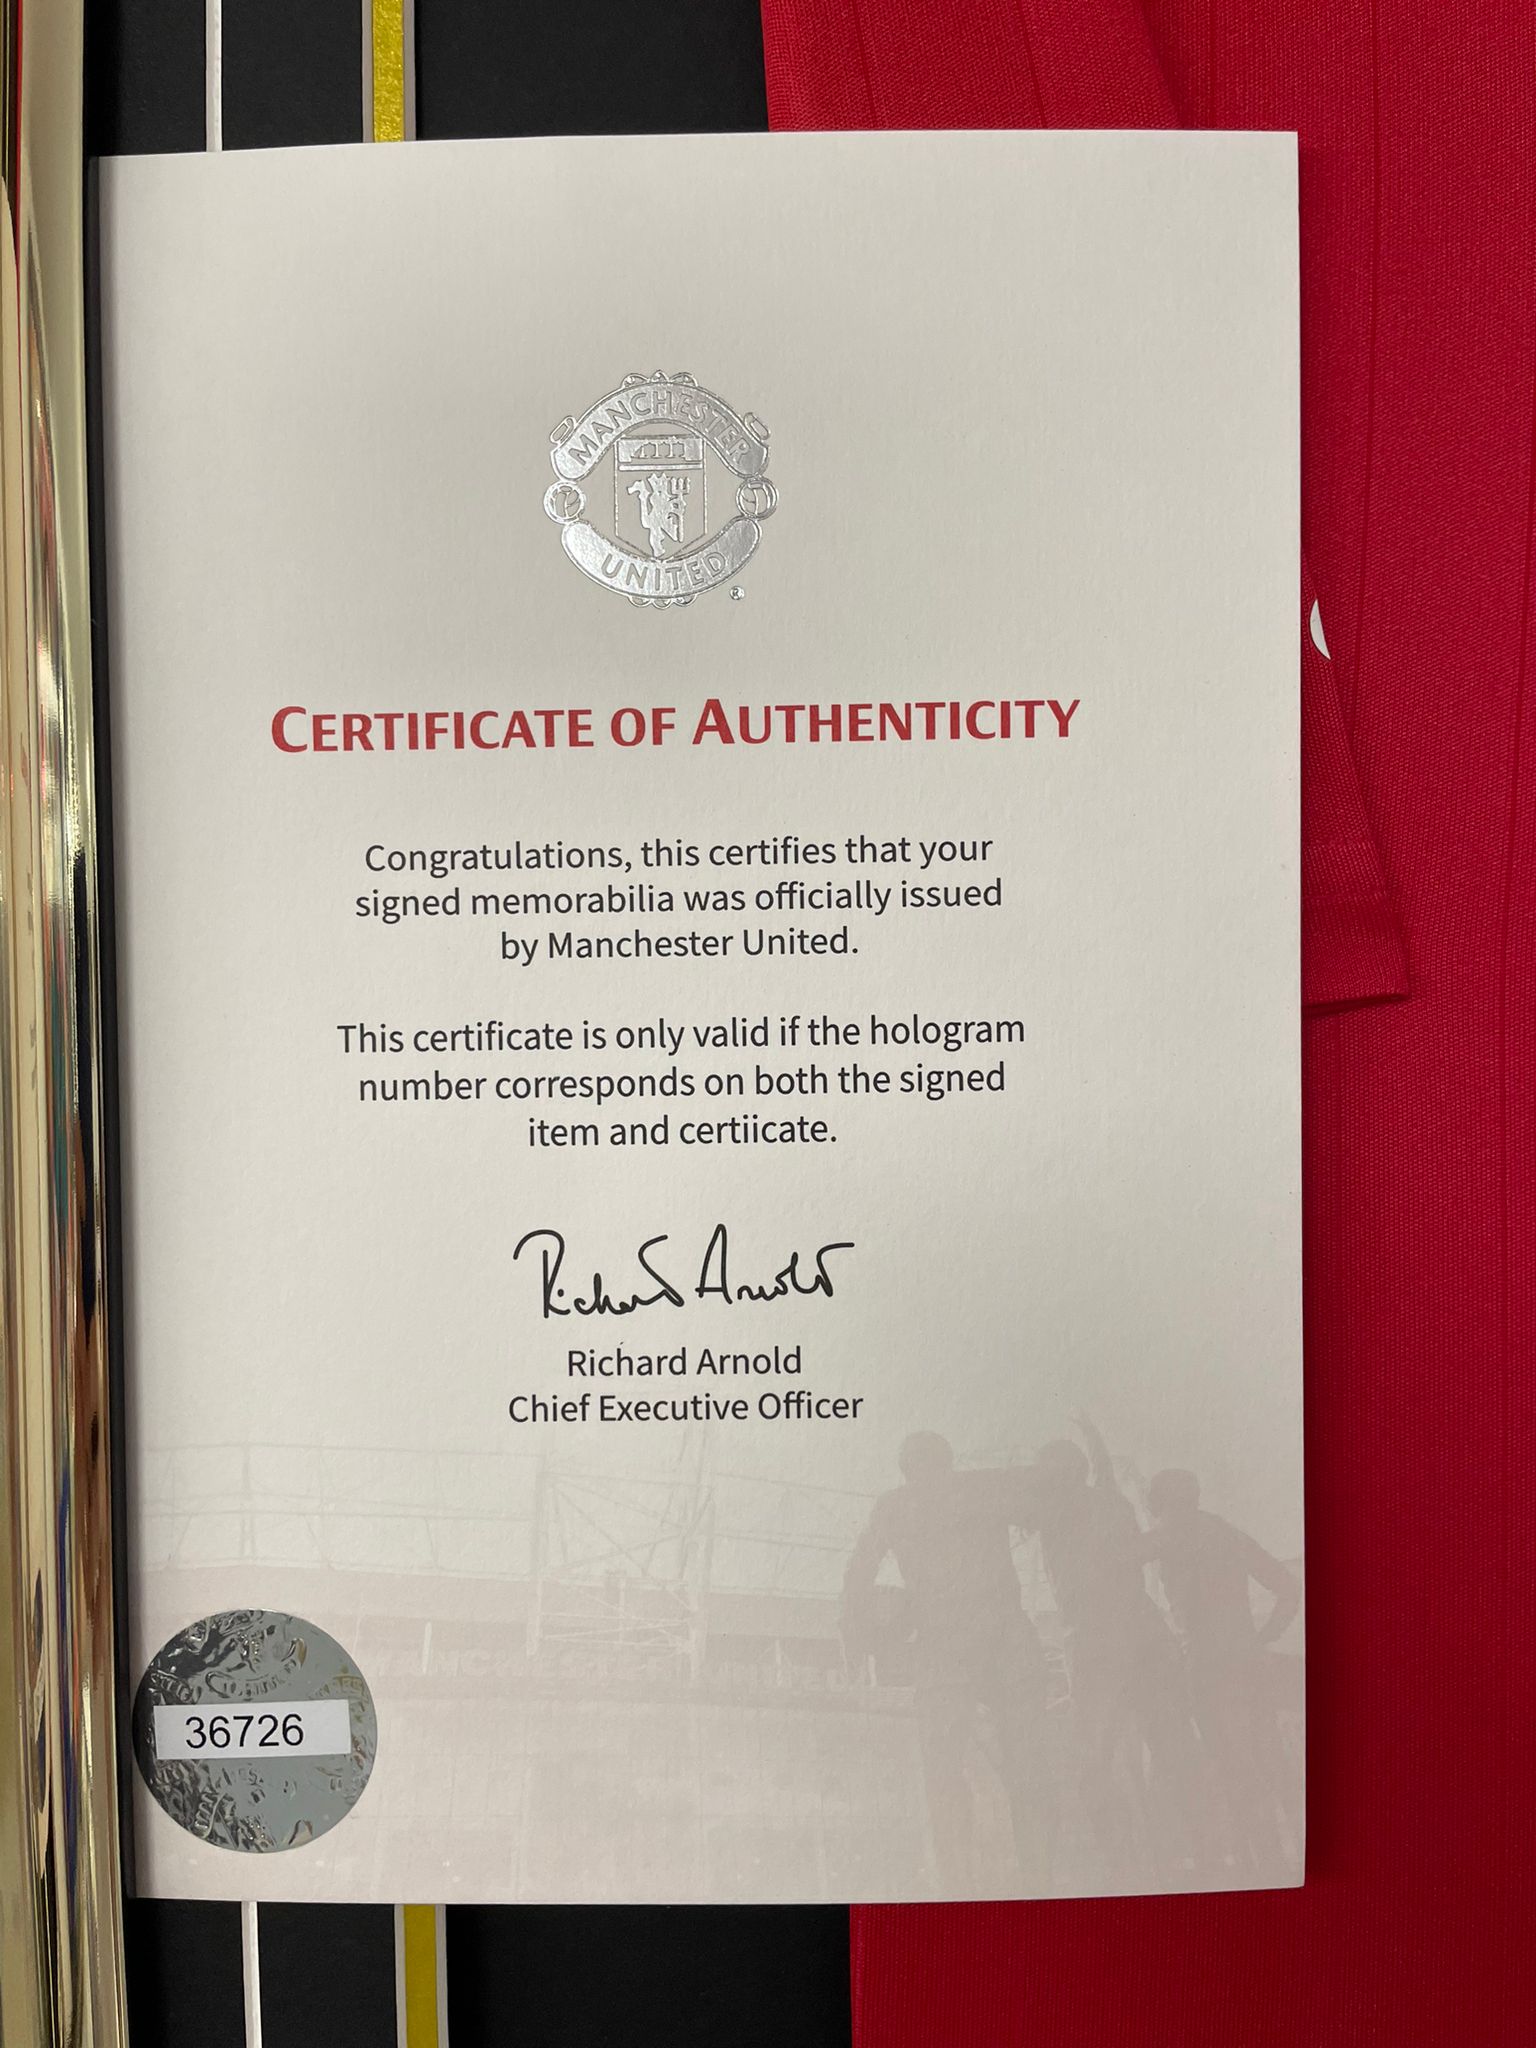 MANCHESTER
UNITED
®
CERTIFICATE OF AUTHENTICITY
Congratulations, this certifies that your
signed memorabilia was officially issued
by Manchester United.
This certificate is only valid if the hologram
number corresponds on both the signed
item and certiicate.
Richard Arnold
Richard Arnold
Chief Executive Officer
36726